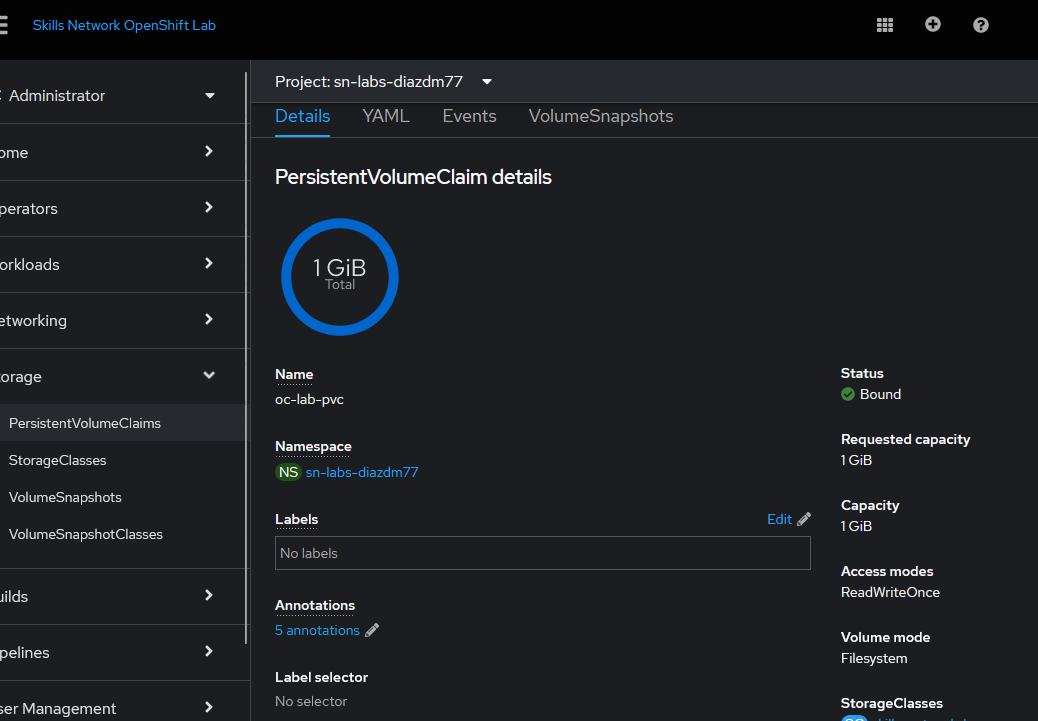 Skills Network OpenShift Lab
Administrator
Project: sn-labs-diazdm77
ome
perators
orkloads
etworking
orage
PersistentVolumeClaims
StorageClasses
VolumeSnapshots
VolumeSnapshotClasses
uilds
pelines
ser Management
Details YAML Events VolumeSnapshots
PersistentVolumeClaim details
1 GiB
Total
Name
oc-lab-pvc
Namespace
NS sn-labs-diazdm77
Labels Edit
No labels
Annotations
5 annotations
Label selector
No selector
Status
Bound
Requested capacity
1 GiB
Capacity
1 GiB
Access modes
ReadWriteOnce
Volume mode
Filesystem
StorageClasses